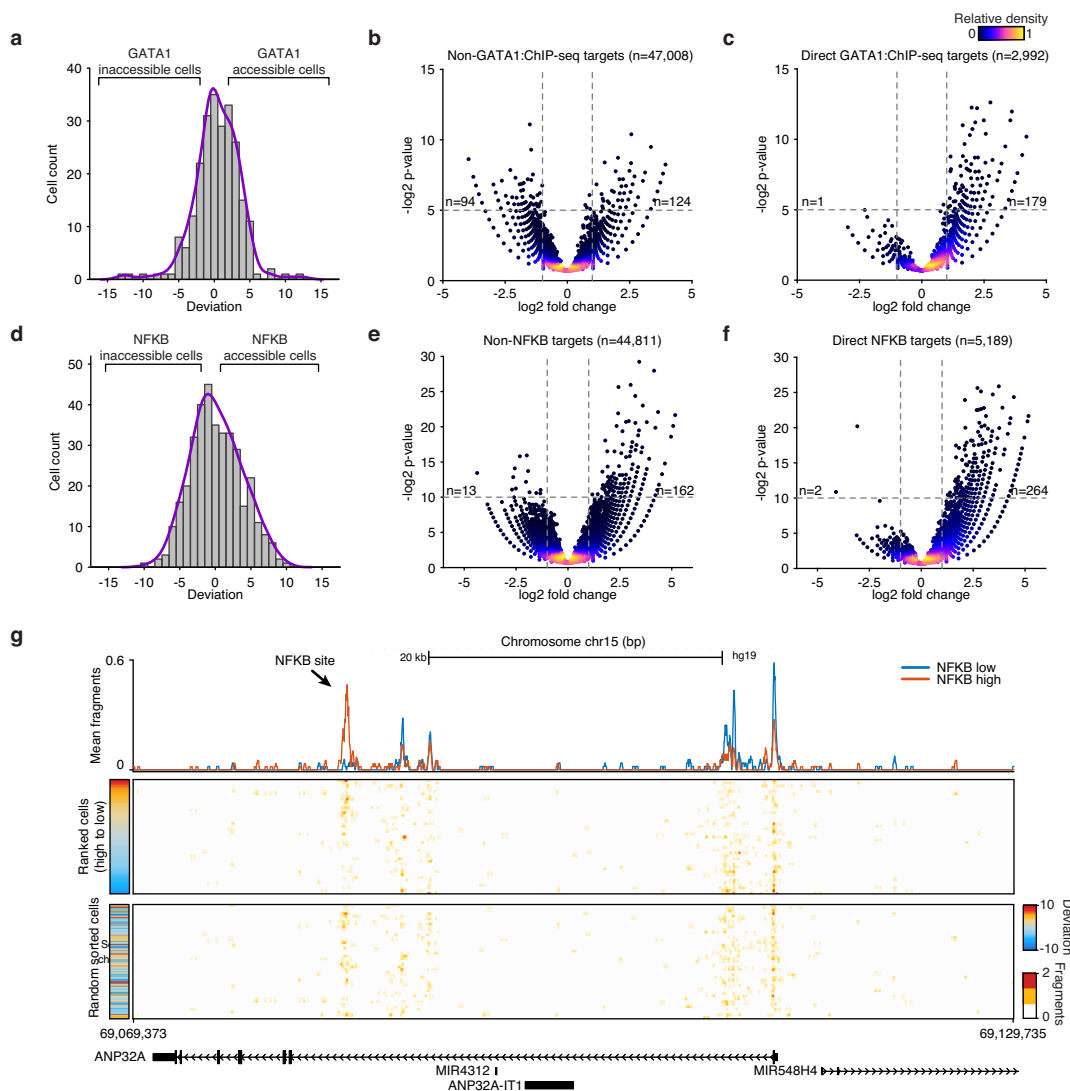 Relative density
0 1
a
GATA1 inaccessible cells
GATA1 accessible cells
40
30
20
10
0
Cell count
-15 -10 -5 0 5 10 15
Deviation
b
Non-GATA1:ChIP-seq targets (n=47,008)
15
10
5
0
-log2 p-value
n=94
n=124
-5 -2.5 0 2.5 5
log2 fold change
c
Direct GATA1:ChIP-seq targets (n=2,992)
15
10
5
0
-log2 p-value
n=1
n=179
-5 -2.5 0 2.5 5
log2 fold change
d
NFKB inaccessible cells
NFKB accessible cells
50
40
30
20
10
0
Cell count
-15 -10 -5 0 5 10 15
Deviation
e
Non-NFKB targets (n=44,811)
30
25
20
15
10
5
0
-log2 p-value
n=13
n=162
-5 -2.5 0 2.5 5
log2 fold change
f
Direct NFKB targets (n=5,189)
30
25
20
15
10
5
0
-log2 p-value
n=2
n=264
-5 -2.5 0 2.5 5
log2 fold change
g
Chromosome chr15 (bp)
20 kb
hg19
NFKB site
NFKB low
NFKB high
0.6
0
Mean fragments
Ranked cells
(high to low)
Random sorted cells
S
ch
10
-10
Deviation
2
0
Fragments
69,069,373
69,129,735
ANP32A
MIR4312
MIR548H4
ANP32A-IT1